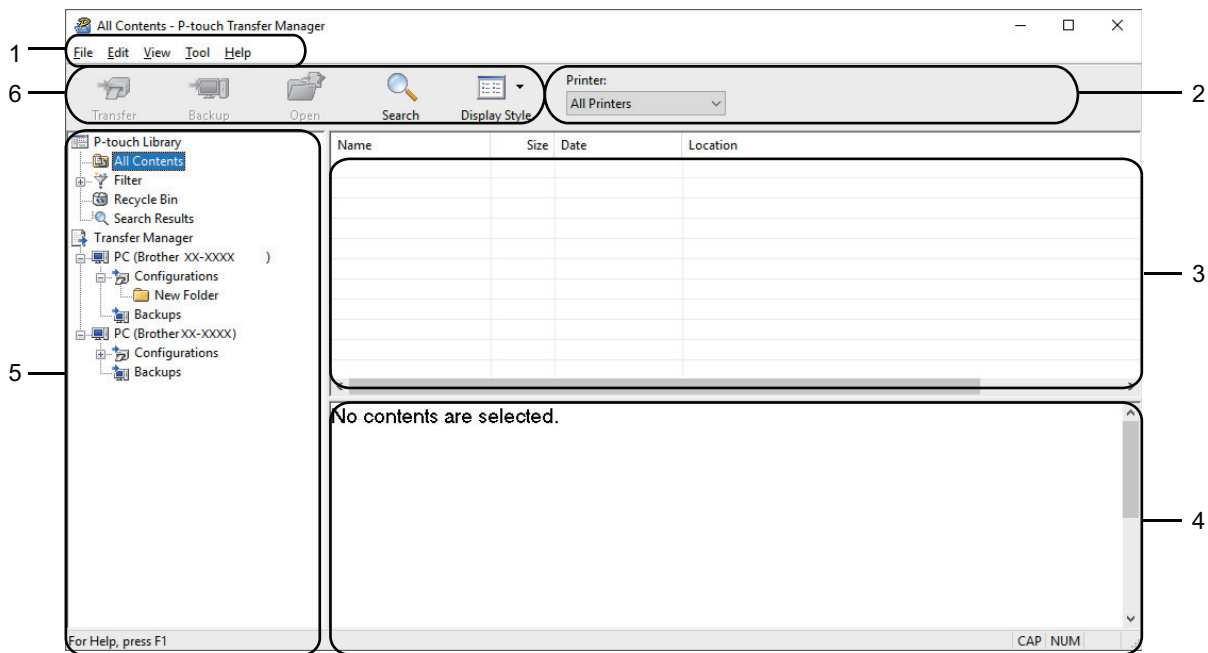 All Contents - P-touch Transfer Manager
1
File Edit View Tool Help
6
Transfer Backup Open Search Display Style
Printer:
All Printers
2
P-touch Library
All Contents
Filter
Recycle Bin
Search Results
Transfer Manager
PC (Brother XX-XXXX )
Configurations
New Folder
Backups
PC (Brother XX-XXXX)
Configurations
Backups
5
Name Size Date Location
3
No contents are selected.
4
For Help, press F1
CAP NUM